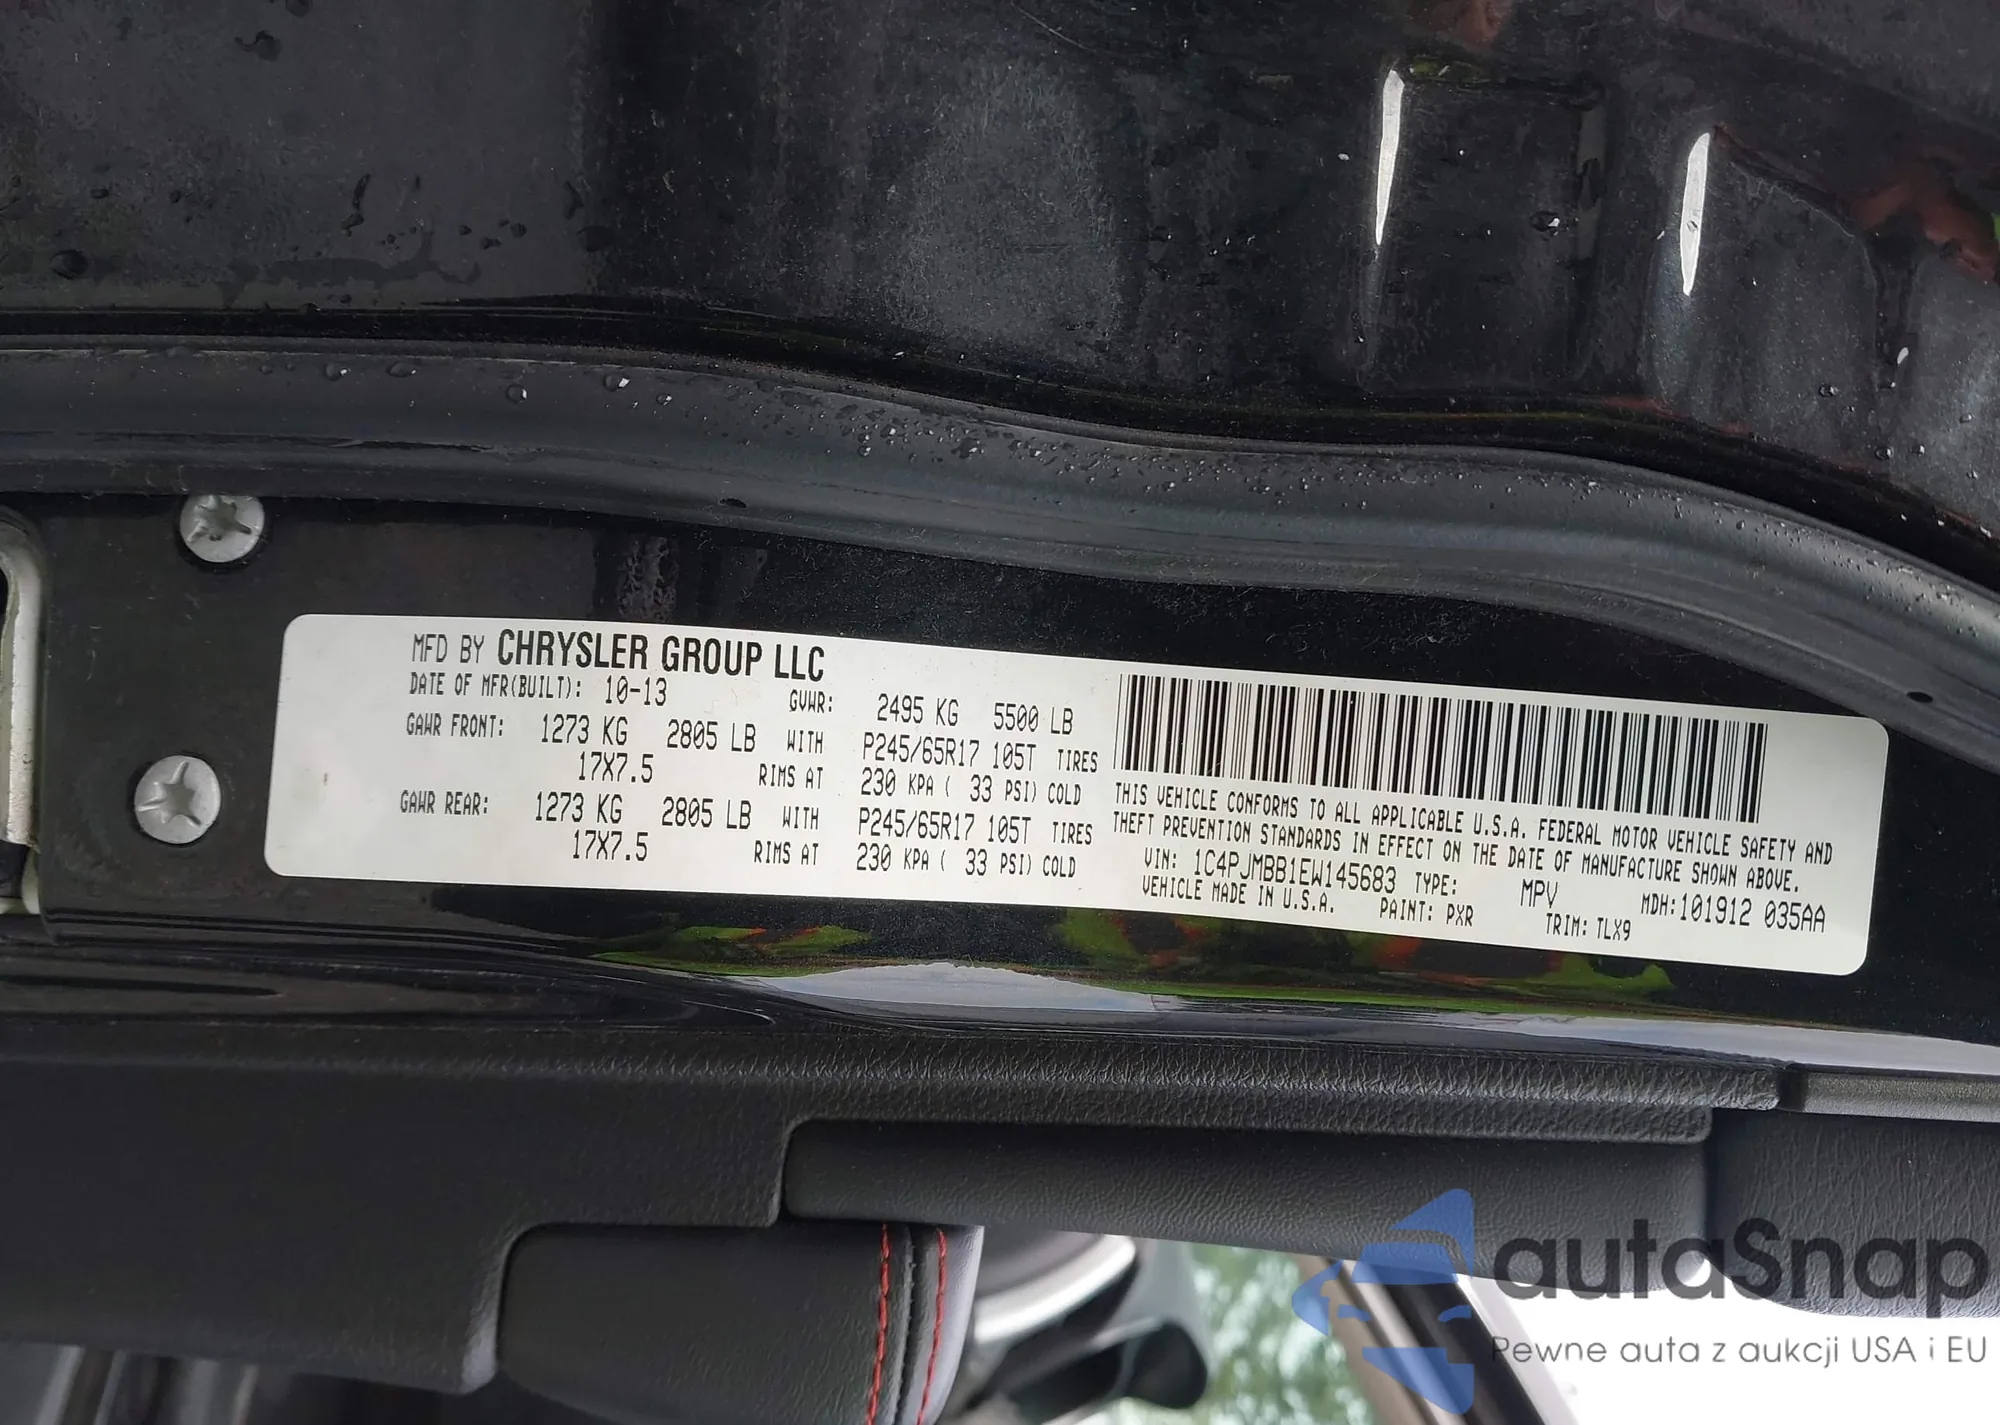 MFD BY CHRYSLER GROUP LLC
DATE OF MFR(BUILT): 10-13 GVWR: 2495 KG 5500 LB
GAWR FRONT: 1273 KG 2805 LB WITH P245/65R17 105T TIRES
17X7.5 RIMS AT 230 KPA ( 33 PSI) COLD
GAWR REAR: 1273 KG 2805 LB WITH P245/65R17 105T TIRES
17X7.5 RIMS AT 230 KPA ( 33 PSI) COLD
THIS VEHICLE CONFORMS TO ALL APPLICABLE U.S.A. FEDERAL MOTOR VEHICLE SAFETY AND
THEFT PREVENTION STANDARDS IN EFFECT ON THE DATE OF MANUFACTURE SHOWN ABOVE.
VIN: 1C4PJMBB1EW145683 TYPE: MPV MDH:101912 035AA
VEHICLE MADE IN U.S.A. PAINT: PXR TRIM: TLX9
autoSnap
Pewne auta z aukcji USA i EU